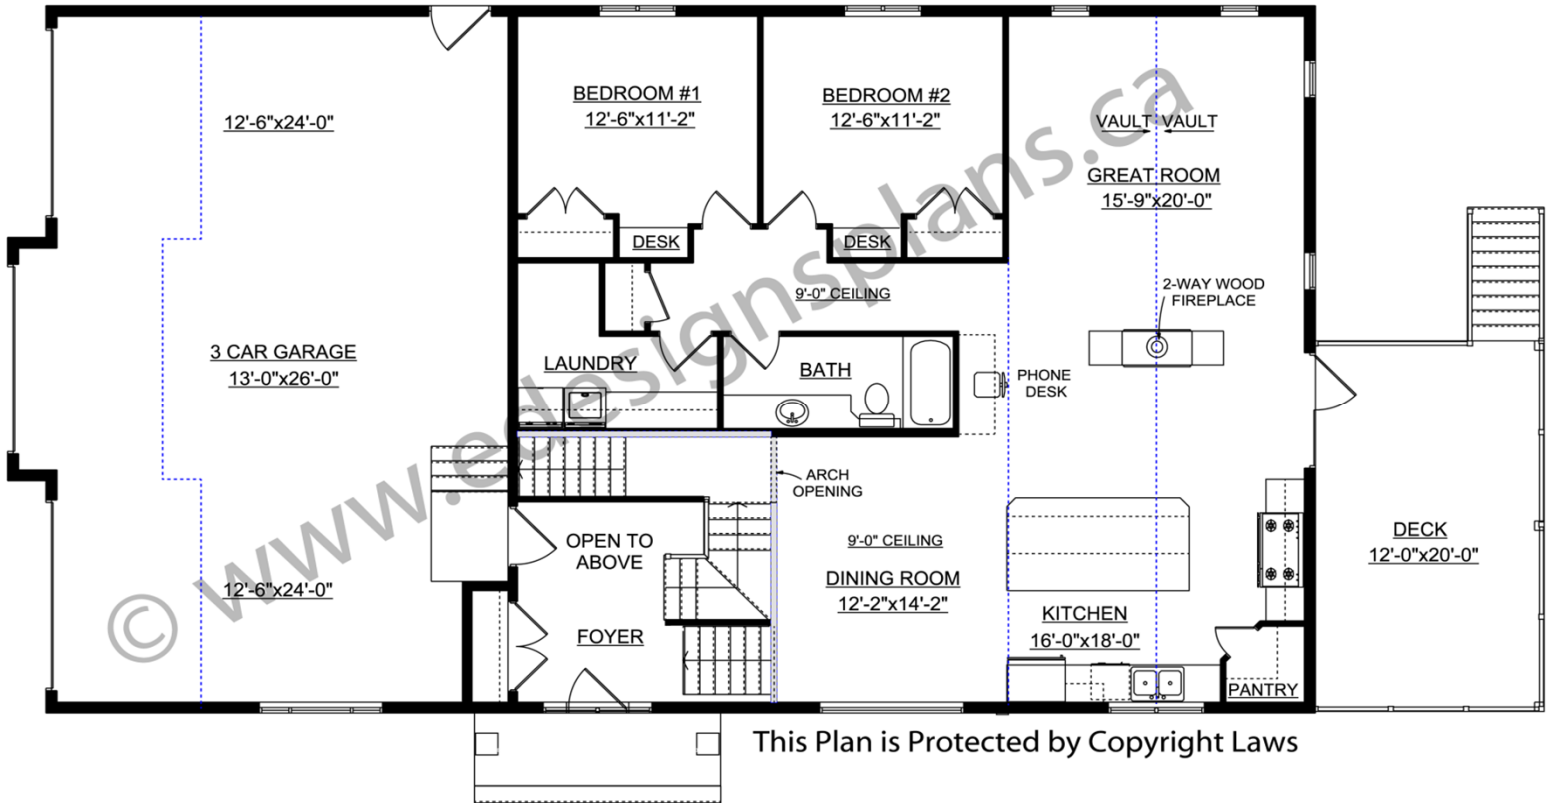 12'-6"x24'-0"
3 CAR GARAGE
13'-0"x26'-0"
12'-6"x24'-0"
BEDROOM #1
12'-6"x11'-2"
DESK
BEDROOM #2
12'-6"x11'-2"
DESK
VAULT VAULT
GREAT ROOM
15'-9"x20'-0"
9'-0" CEILING
2-WAY WOOD
FIREPLACE
LAUNDRY
BATH
PHONE
DESK
ARCH
OPENING
OPEN TO
ABOVE
FOYER
9'-0" CEILING
DINING ROOM
12'-2"x14'-2"
KITCHEN
16'-0"x18'-0"
PANTRY
DECK
12'-0"x20'-0"
© www.edesignsplans.ca
This Plan is Protected by Copyright Laws